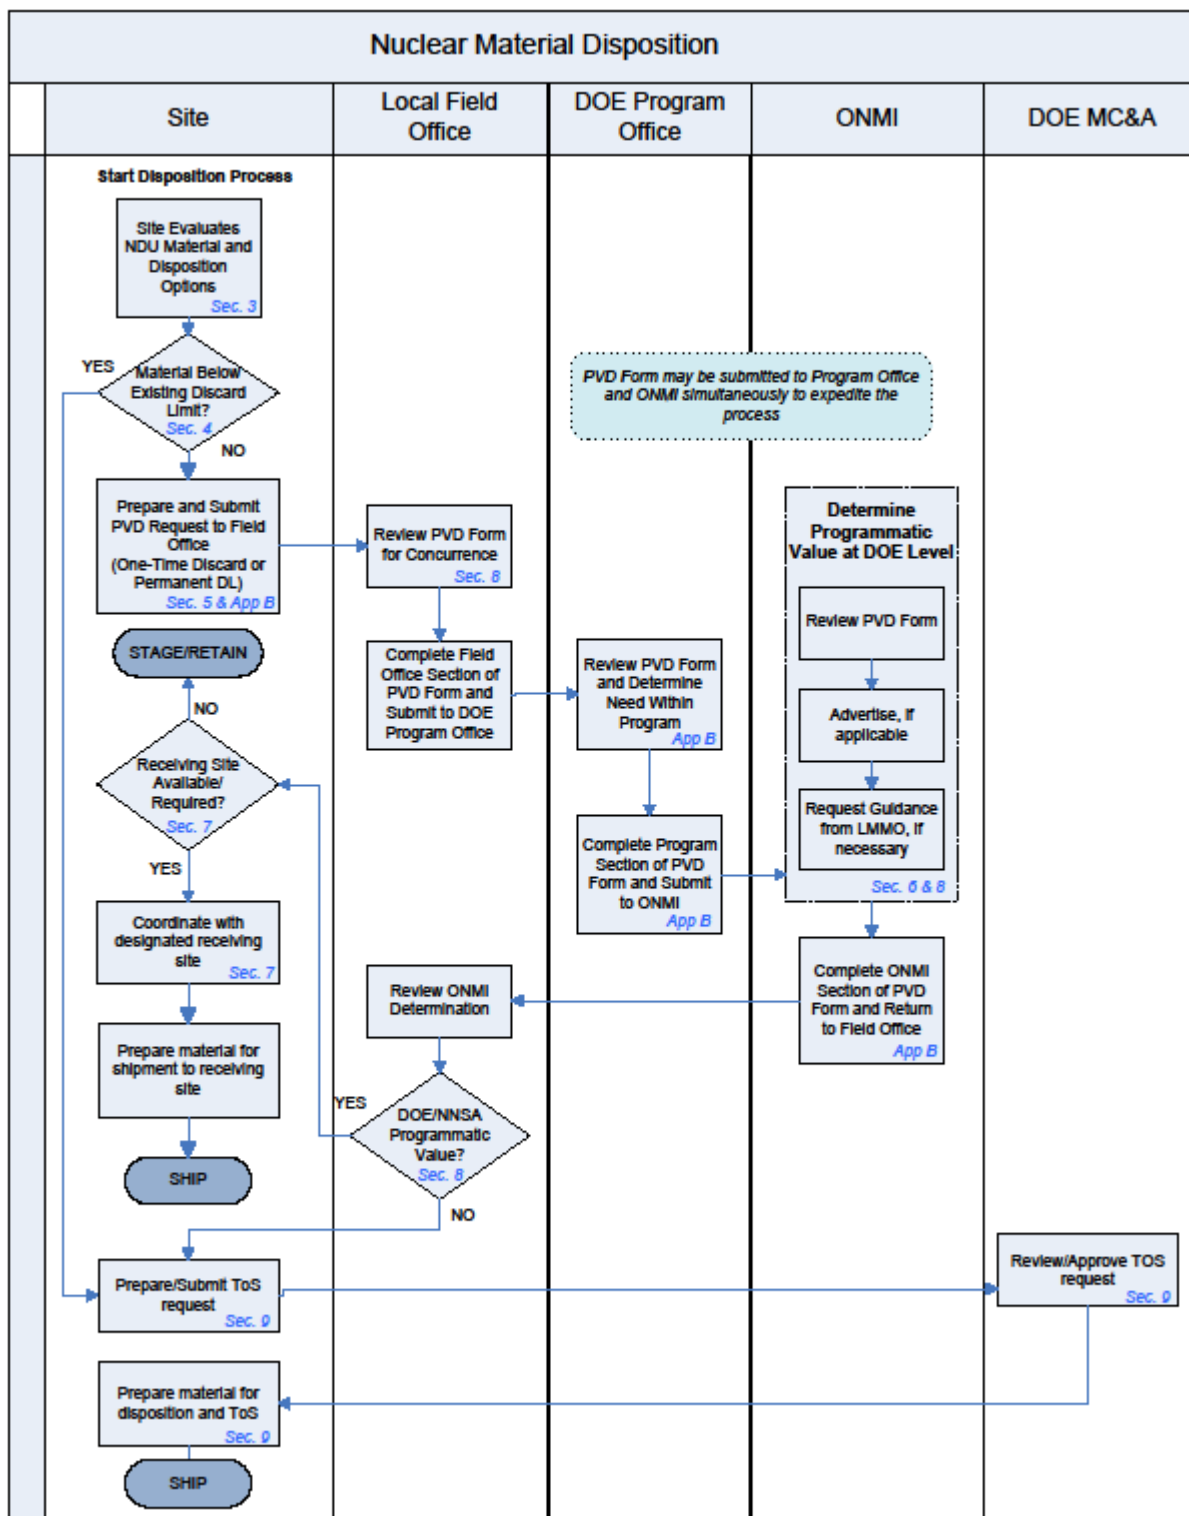 Nuclear Material Disposition
Site
Local Field
Office
DOE Program
Office
ONMI
DOE MC&A
Start Disposition Process
Site Evaluates
NDU Material and
Disposition
Options
Sec. 3
YES
Material Below
Existing Discard
Limit?
Sec. 4
NO
PVD Form may be submitted to Program Office
and ONMI simultaneously to expedite the
process
Prepare and Submit
PVD Request to Field
Office
(One-Time Discard or
Permanent DL)
Sec. 5 & App B
Review PVD Form
for Concurrence
Sec. 8
Determine
Programmatic
Value at DOE Level
Review PVD Form
Advertise, if
applicable
Request Guidance
from LMMO, if
necessary
Sec. 6 & 8
STAGE/RETAIN
NO
Complete Field
Office Section of
PVD Form and
Submit to DOE
Program Office
Review PVD Form
and Determine
Need Within
Program
App B
Receiving Site
Available/
Required?
Sec. 7
YES
Complete Program
Section of PVD
Form and Submit
to ONMI
App B
Coordinate with
designated receiving
site
Sec. 7
Review ONMI
Determination
Complete ONMI
Section of PVD
Form and Return
to Field Office
App B
Prepare material for
shipment to receiving
site
YES
DOE/NNSA
Programmatic
Value?
Sec. 8
NO
SHIP
Prepare/Submit ToS
request
Sec. 9
Review/Approve TOS
request
Sec. 9
Prepare material for
disposition and ToS
Sec. 9
SHIP